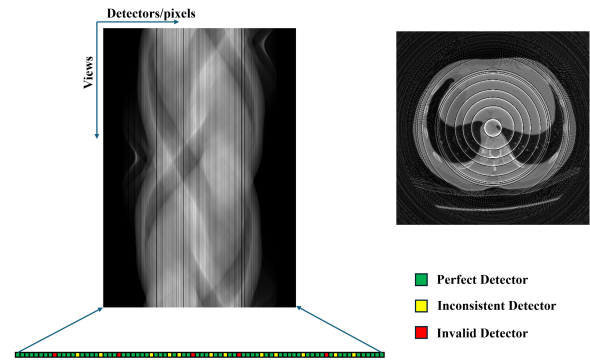 Detectors/pixels
Views
Perfect Detector
Inconsistent Detector
Invalid Detector